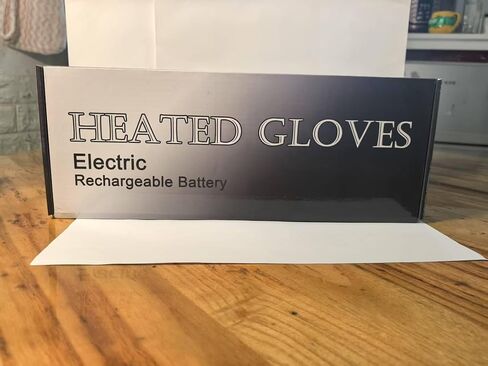 HEATED GLOVES
Electric
Rechargeable Battery